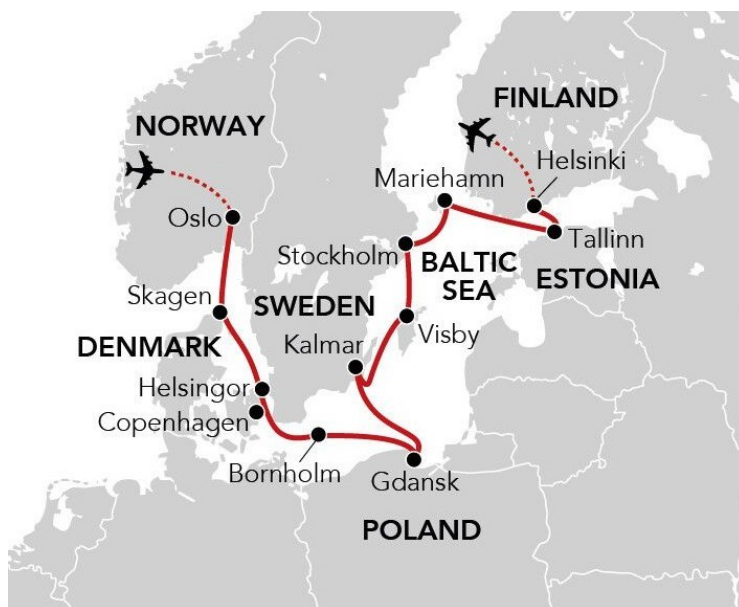 FINLAND
NORWAY
Helsinki
Mariehamn
Oslo
Tallinn
Stockholm
BALTIC
SEA
ESTONIA
Skagen
SWEDEN
Visby
DENMARK
Kalmar
Helsingor
Copenhagen
Bornholm
Gdansk
POLAND